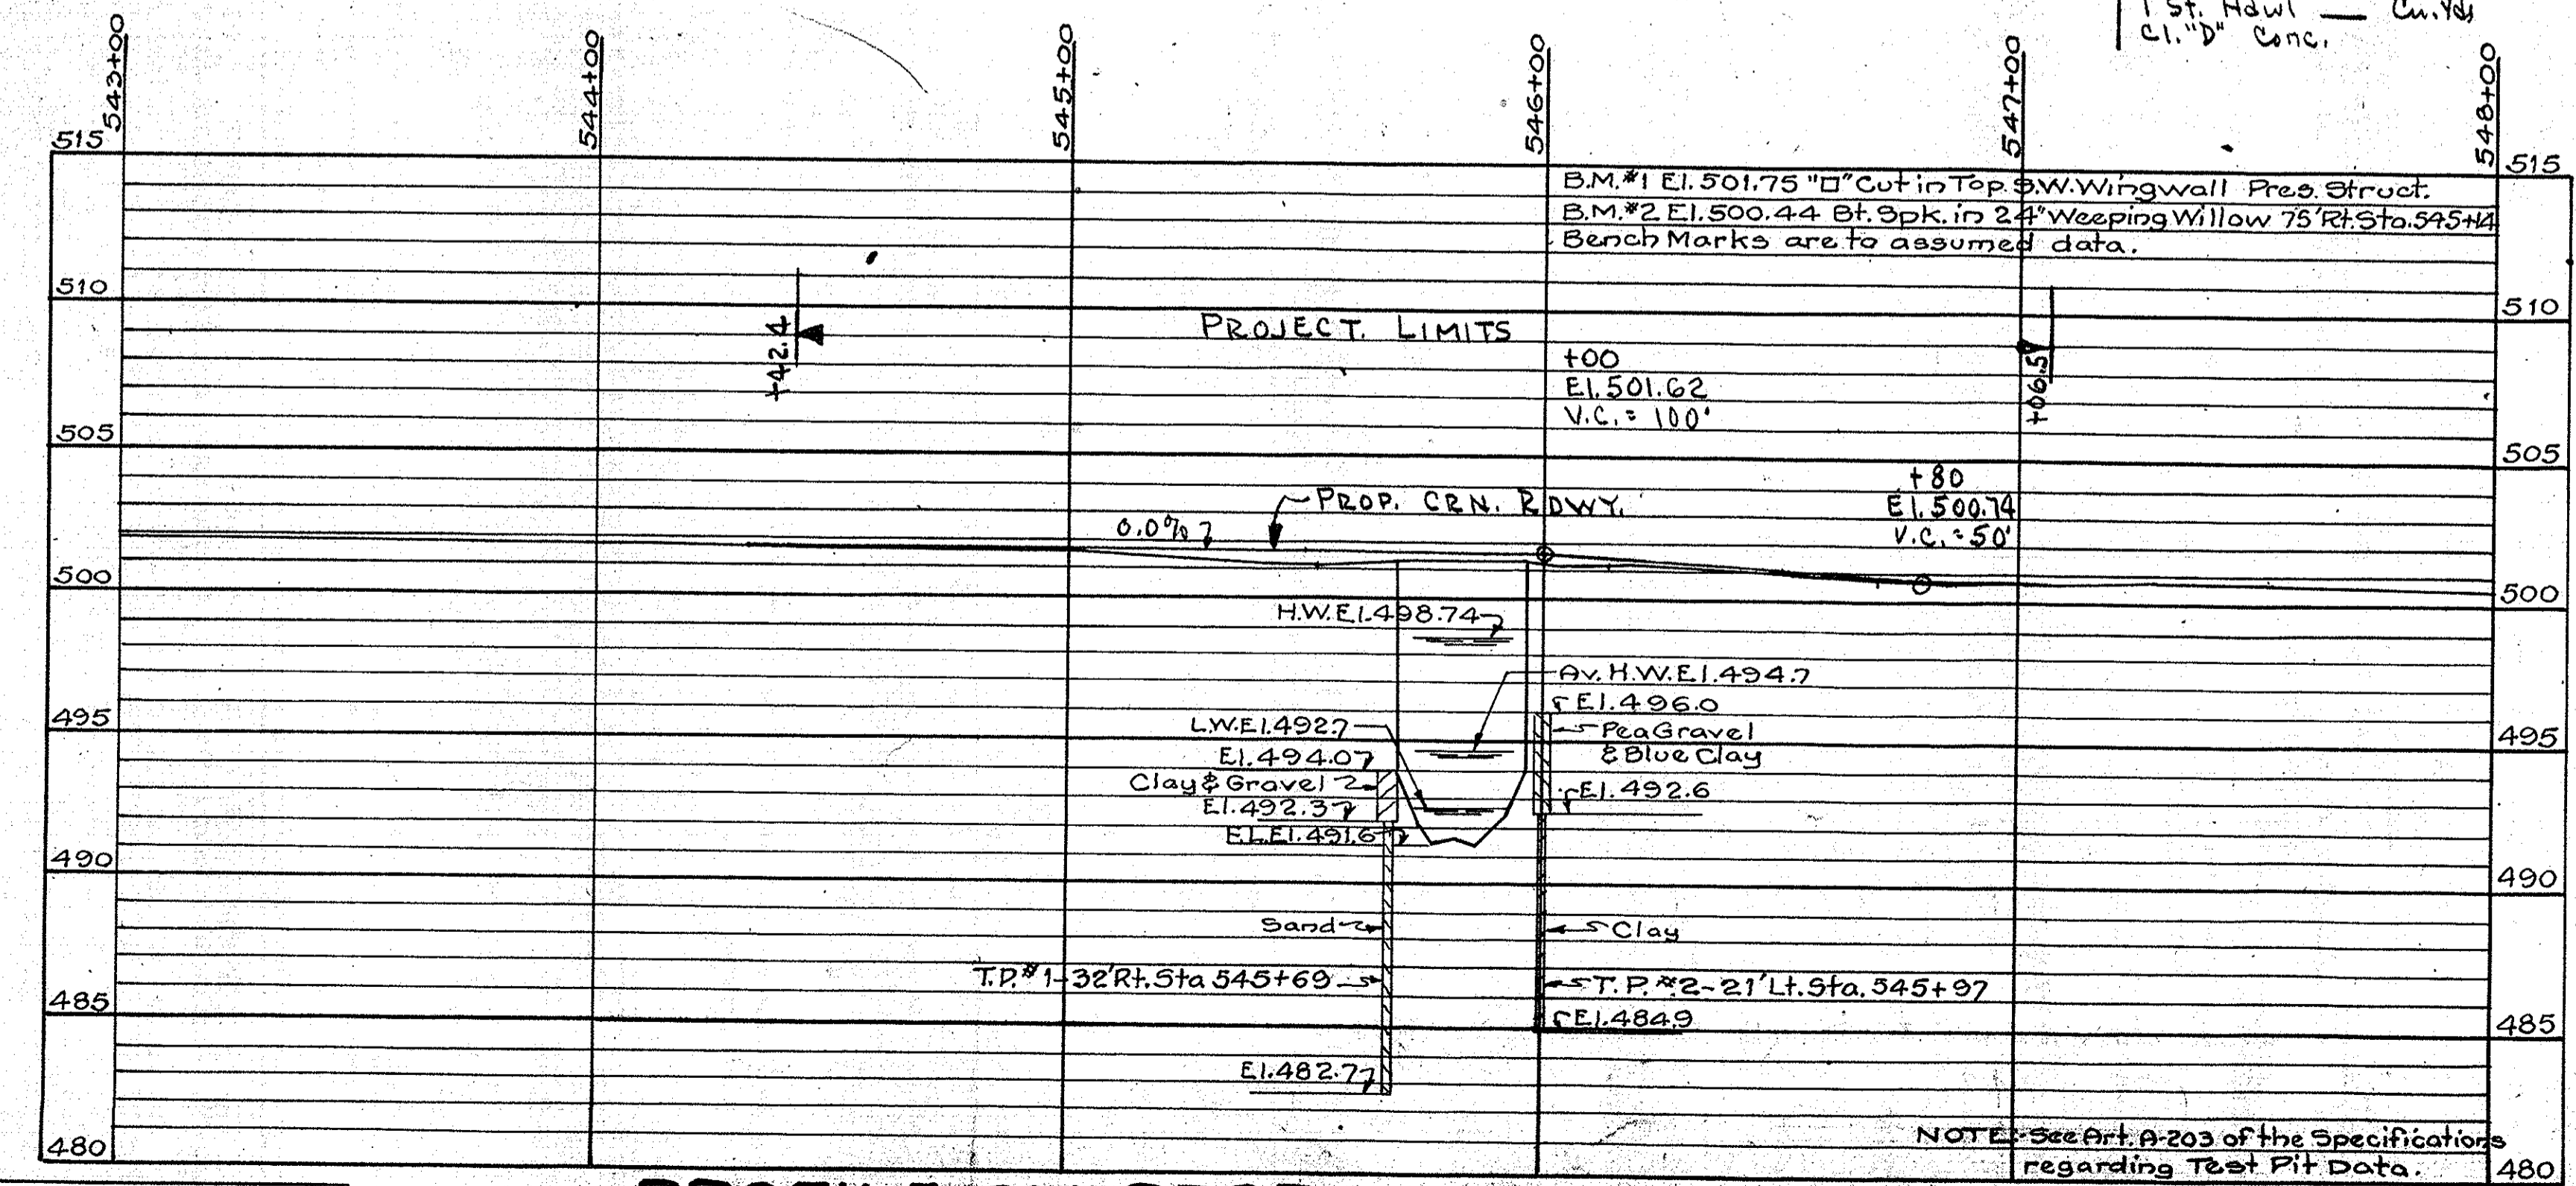 1 St. Hdwl — Cu.Yds
Cl. "D" Conc.
543+00
544+00
545+00
546+00
547+00
548+00
515
515
B.M.#1 El. 501.75 "□" Cut in Top. S.W. Wingwall Pres. Struct.
B.M.#2 El. 500.44 Bt. Spk. in 24" Weeping Willow 75' Rt. Sta. 545+14
Bench Marks are to assumed data.
510
510
+42.4
PROJECT. LIMITS
+06.5
+00
El. 501.62
V.C. = 100'
505
505
+80
El. 500.74
V.C. = 50'
0.0%
PROP. CRN. RDWY.
500
500
H.W. El. 498.74
Av. H.W. El. 494.7
El. 496.0
495
495
L.W. El. 492.7
Pea Gravel
& Blue Clay
El. 494.0
Clay & Gravel
El. 492.6
El. 492.3
F.L. El. 491.6
490
490
Sand
Clay
T.P. #1-32' Rt. Sta 545+69
T.P. #2-21' Lt. Sta. 545+97
485
El. 484.9
485
El. 482.7
480
NOTE:- See Art. A-203 of the Specifications
regarding Test Pit Data.
480